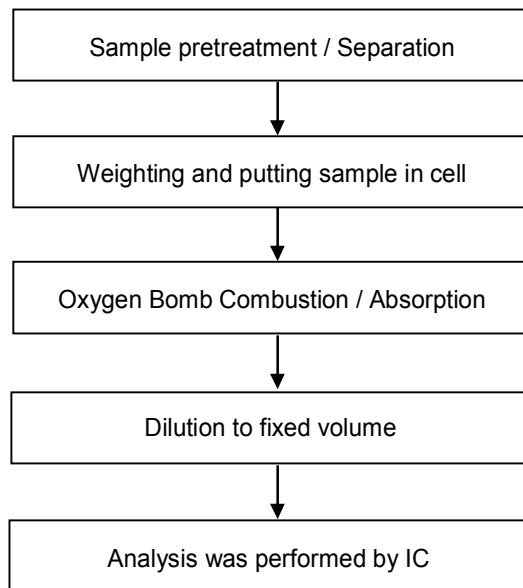 Sample pretreatment / Separation
Weighting and putting sample in cell
Oxygen Bomb Combustion / Absorption
Dilution to fixed volume
Analysis was performed by IC